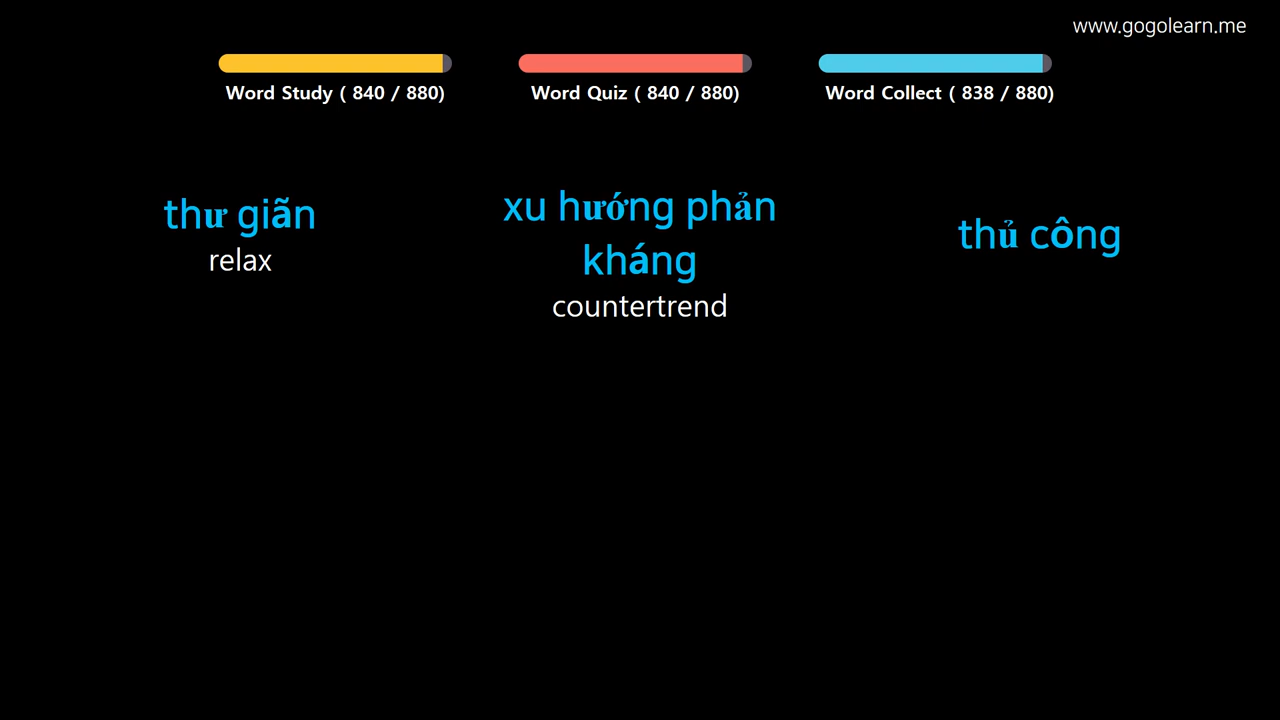 www.gogolearn.me
Word Study ( 840 / 880)
Word Quiz ( 840 / 880)
Word Collect ( 838 / 880)
thư giãn
relax
xu hướng phản
kháng
countertrend
thủ công